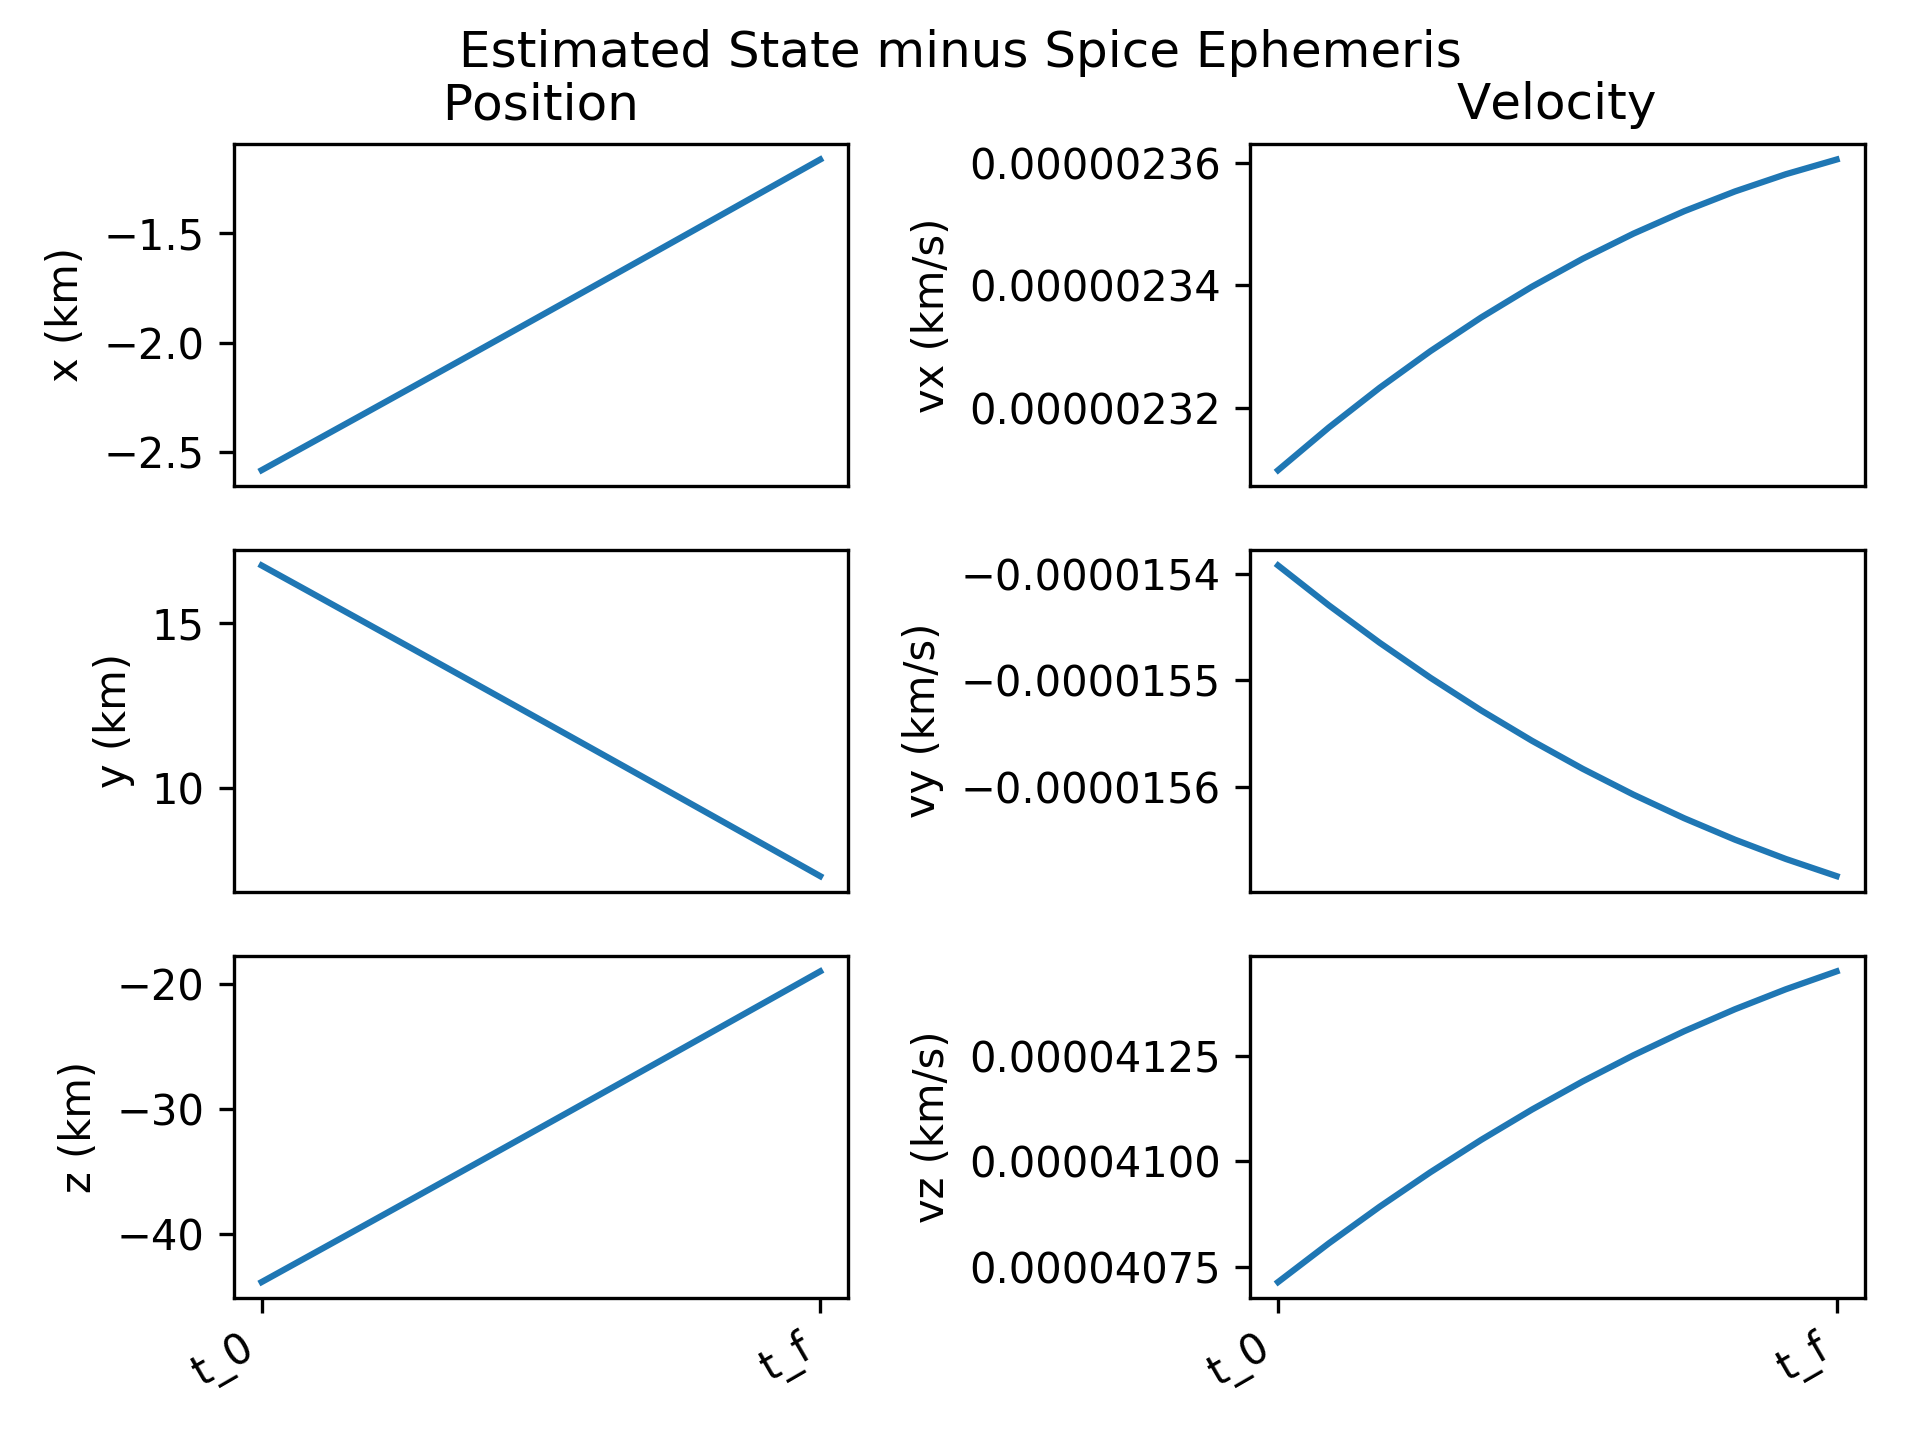 Estimated State minus Spice Ephemeris
Position
Velocity
x (km)
−1.5
−2.0
−2.5
vx (km/s)
0.00000236
0.00000234
0.00000232
y (km)
15
10
vy (km/s)
−0.0000154
−0.0000155
−0.0000156
z (km)
−20
−30
−40
t_0
t_f
vz (km/s)
0.00004125
0.00004100
0.00004075
t_0
t_f